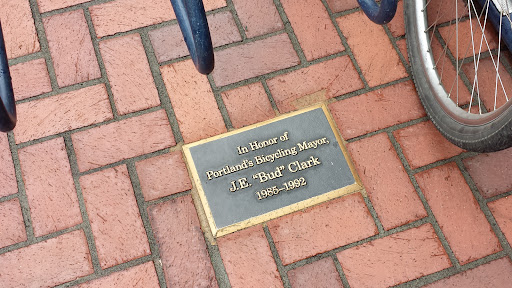 In Honor of
Portland's Bicycling Mayor,
J.E. "Bud" Clark
1985-1992